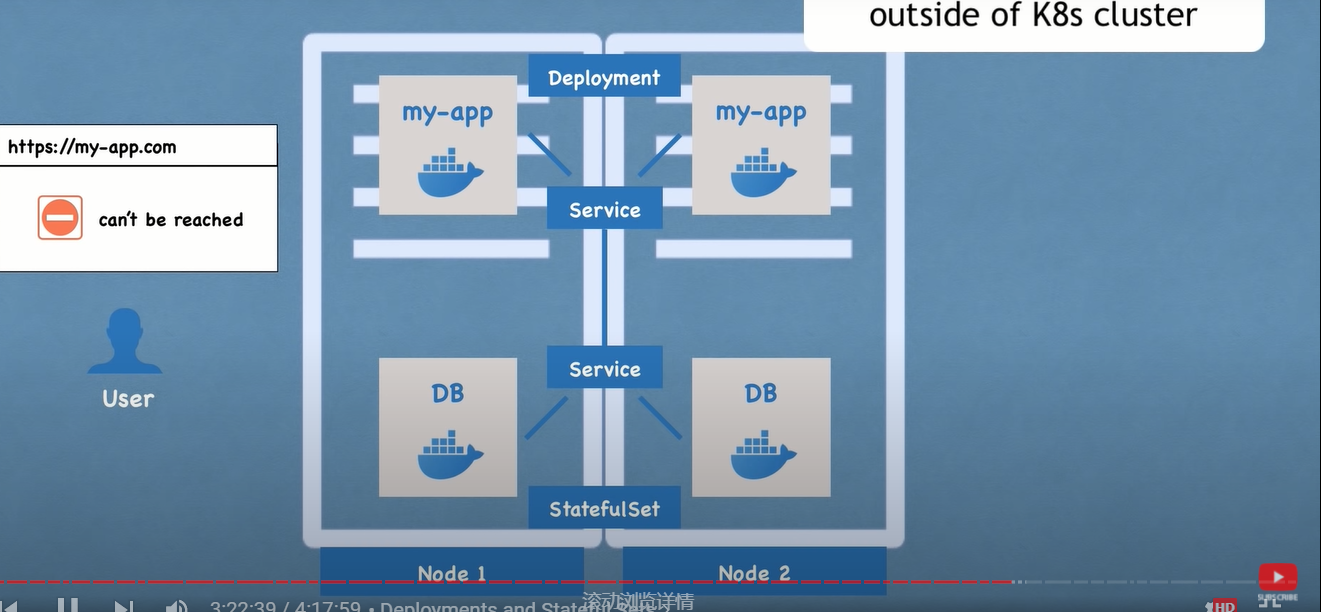 outside of K8s cluster
Deployment
my-app
my-app
https://my-app.com
can't be reached
Service
User
Service
DB
DB
StatefulSet
Node 1
Node 2
滚动浏览详情
3:22:39 / 4:17:59 • Deployments and Stateful Sets
HD
SUBSCRIBE